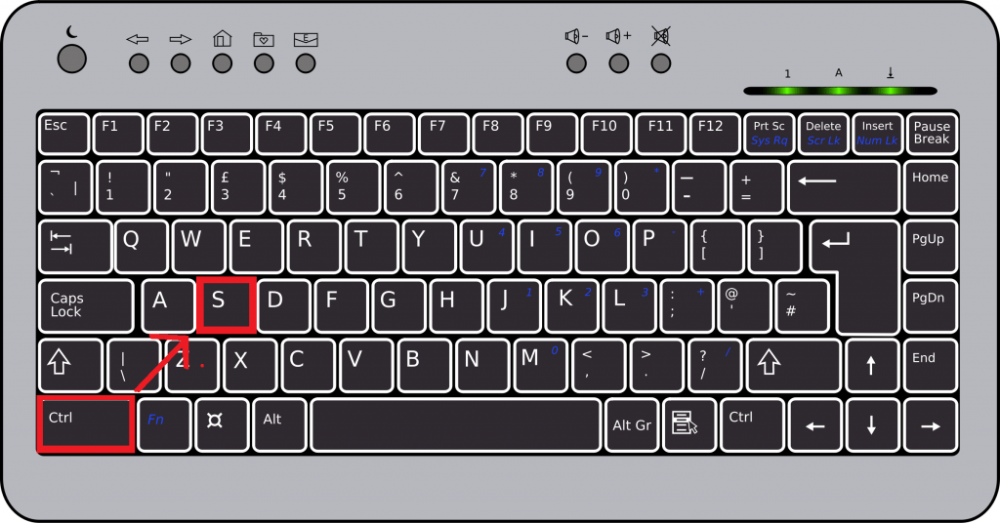 E
1 A
Esc F1 F2 F3 F4 F5 F6 F7 F8 F9 F10 F11 F12 Prt Sc Delete Insert Pause
Sys Rq Scr Lk Num Lk Break
¬ ! " £ $ % ^ & 7 * 8 ( 9 ) * — + Home
` | 1 2 3 4 5 6 7 8 9 0 - =
Q W E R T Y U 4 I 5 O 6 P - { } PgUp
[ ]
Caps A S D F G H J 1 K 2 L 3 : + @ ~ PgDn
Lock ; ' #
| Z X C V B N M 0 < > ? / End
\ , . /
Ctrl Fn Alt Alt Gr Ctrl